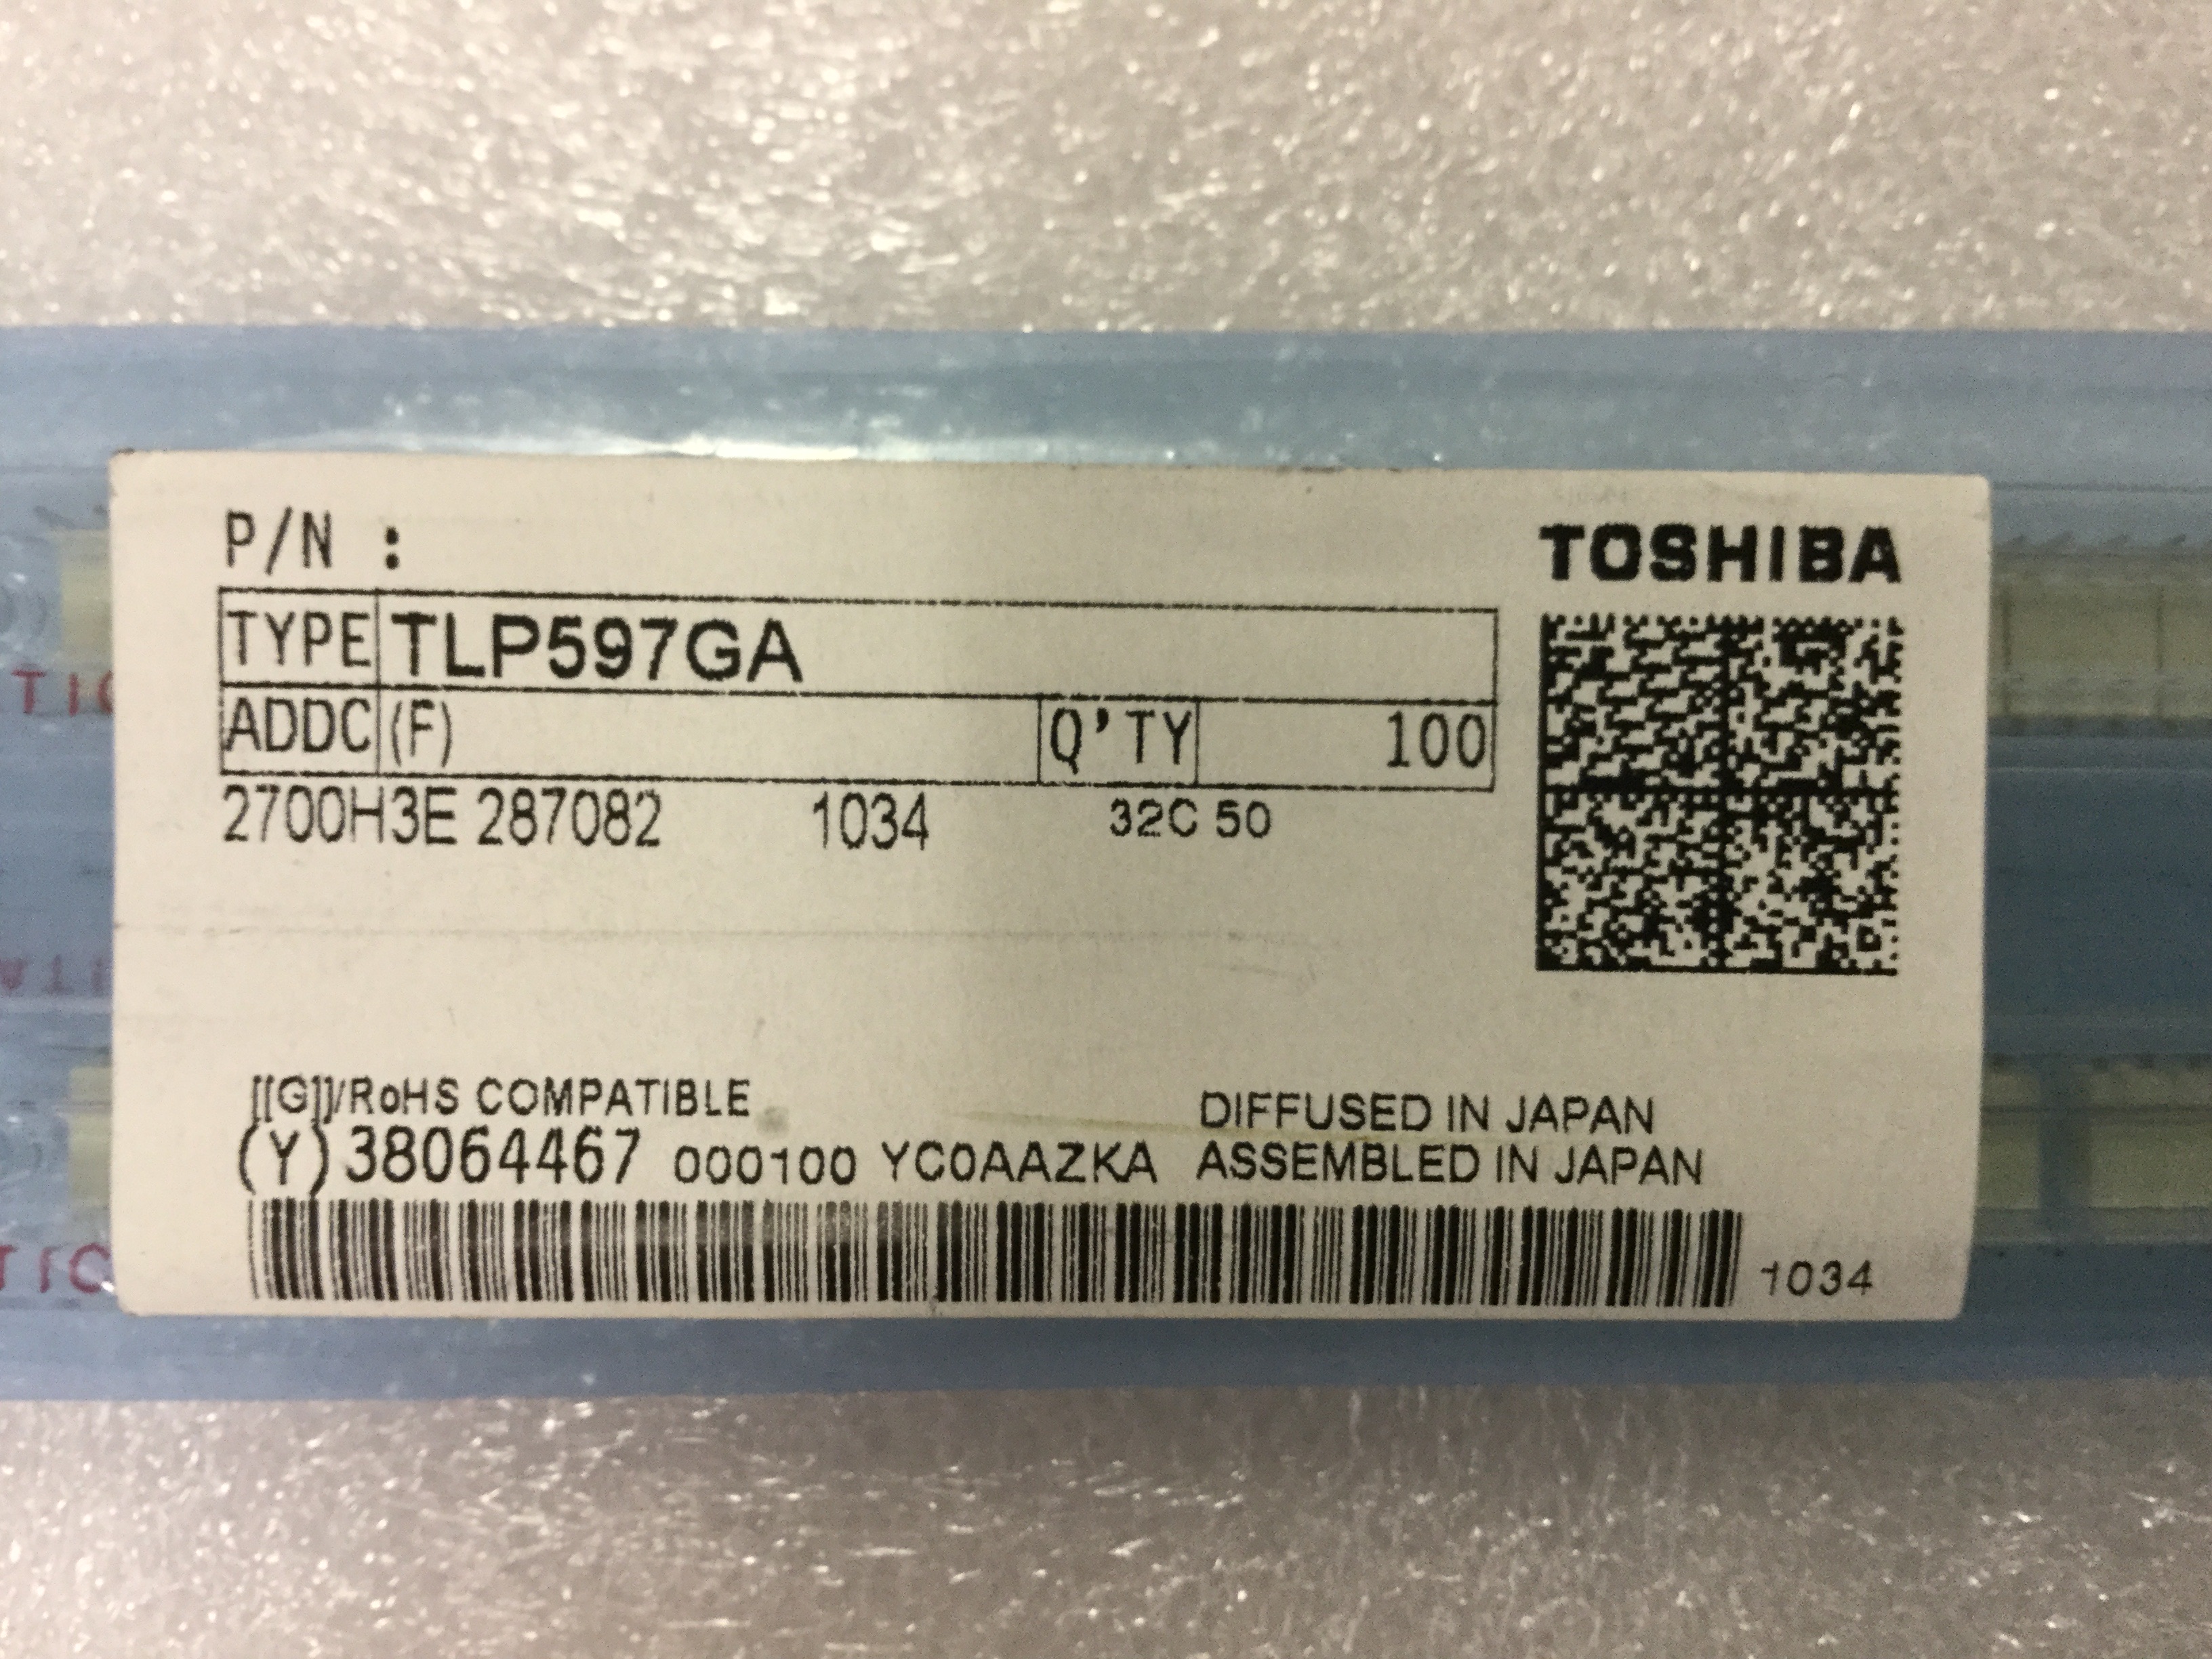 P/N :
TOSHIBA
TYPE TLP597GA
ADDC (F) Q'TY 100
2700H3E 287082 1034 32C 50
[[G]]/RoHS COMPATIBLE
DIFFUSED IN JAPAN
(Y)38064467 000100 YC0AAZKA ASSEMBLED IN JAPAN
1034